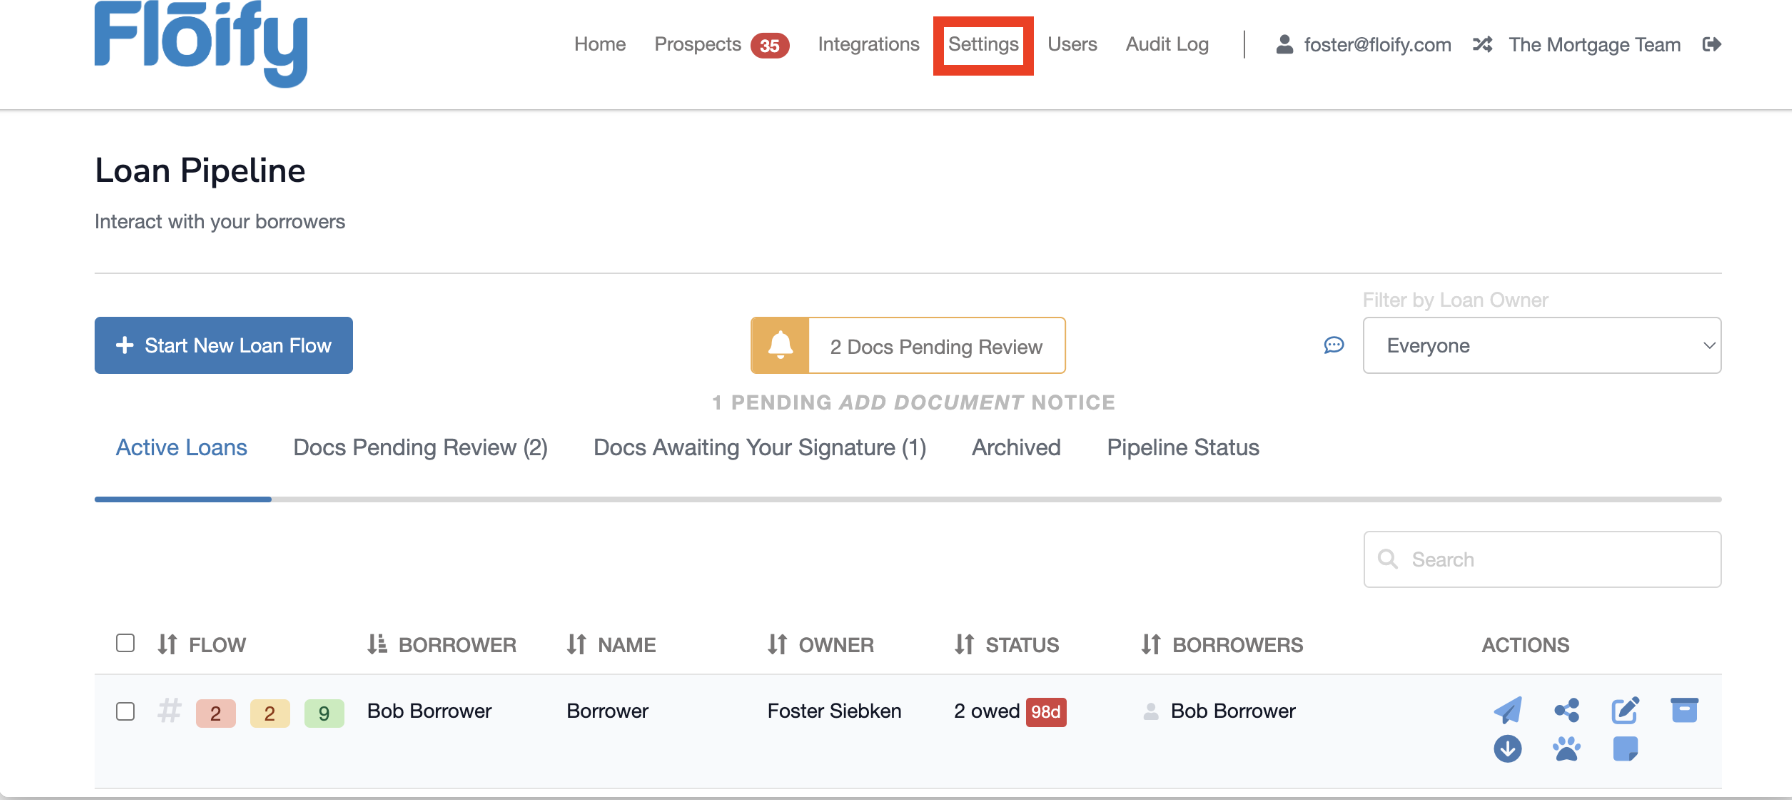 Floify
Home Prospects 35 Integrations Settings Users Audit Log foster@floify.com The Mortgage Team
Loan Pipeline
Interact with your borrowers
Filter by Loan Owner
+ Start New Loan Flow
2 Docs Pending Review
Everyone
1 PENDING ADD DOCUMENT NOTICE
Active Loans Docs Pending Review (2) Docs Awaiting Your Signature (1) Archived Pipeline Status
Search
FLOW BORROWER NAME OWNER STATUS BORROWERS ACTIONS
# 2 2 9 Bob Borrower Borrower Foster Siebken 2 owed 98d Bob Borrower